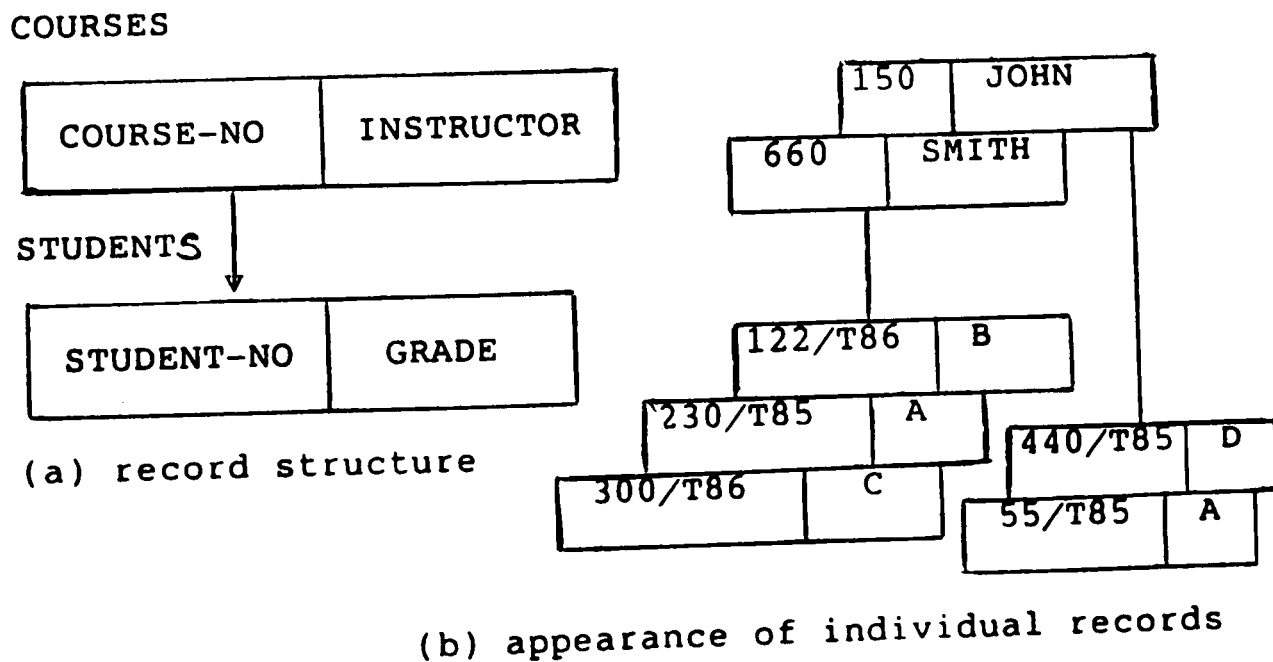 COURSES
COURSE-NO INSTRUCTOR
STUDENTS
STUDENT-NO GRADE
(a) record structure
150 JOHN
660 SMITH
122/T86 B
230/T85 A
300/T86 C
440/T85 D
55/T85 A
(b) appearance of individual records